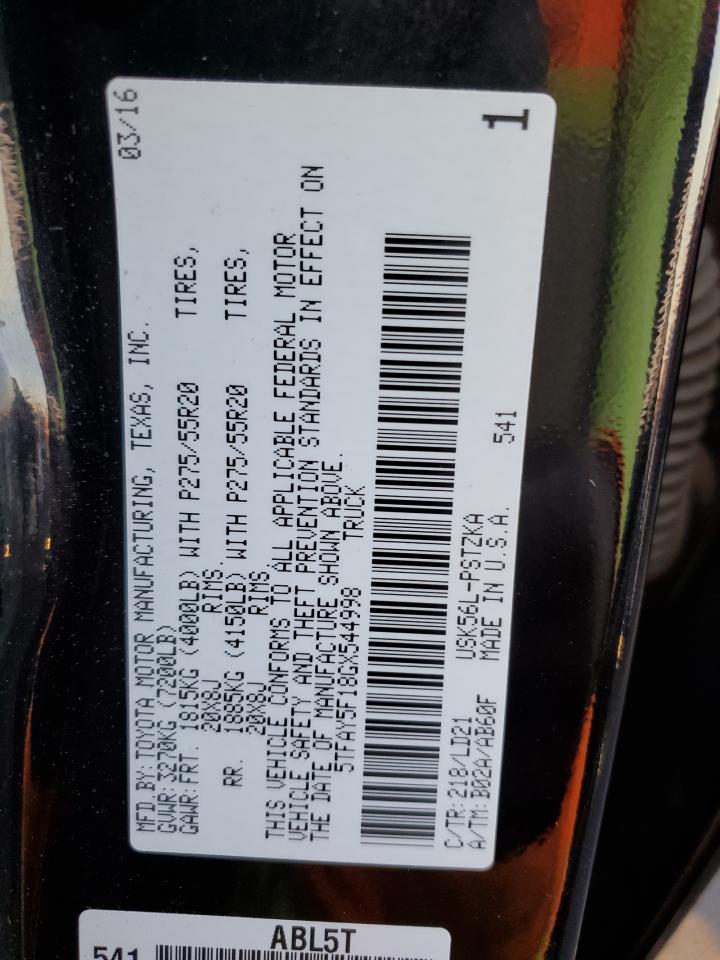 03/16
MFD.BY:TOYOTA MOTOR MANUFACTURING, TEXAS, INC.
GVWR:3270KG(7200LB)
GAWR:FRT. 1815KG (4000LB) WITH P275/55R20 TIRES,
20X8J RIMS.
RR. 1885KG (4150LB) WITH P275/55R20 TIRES,
20X8J RIMS
THIS VEHICLE CONFORMS TO ALL APPLICABLE FEDERAL MOTOR
VEHICLE SAFETY AND THEFT PREVENTION STANDARDS IN EFFECT ON
THE DATE OF MANUFACTURE SHOWN ABOVE.
5TFAY5F18GX544998 TRUCK
C/TR:218/LD21 USK56L-PSTZKA
A/TM:B02A/AB60F MADE IN U.S.A. 541
1
ABL5T
541